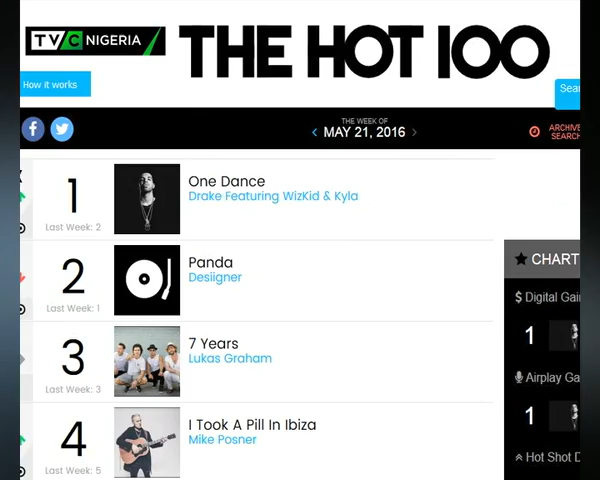 TVC NIGERIA
THE HOT 100
How it works
Sear
THE WEEK OF
MAY 21, 2016
ARCHIVE
SEARCH
1
Last Week: 2
One Dance
Drake Featuring WizKid & Kyla
2
Last Week: 1
Panda
Desiigner
3
Last Week: 3
7 Years
Lukas Graham
4
Last Week: 5
I Took A Pill In Ibiza
Mike Posner
CHART
$ Digital Gai
1
Airplay Ga
1
Hot Shot D